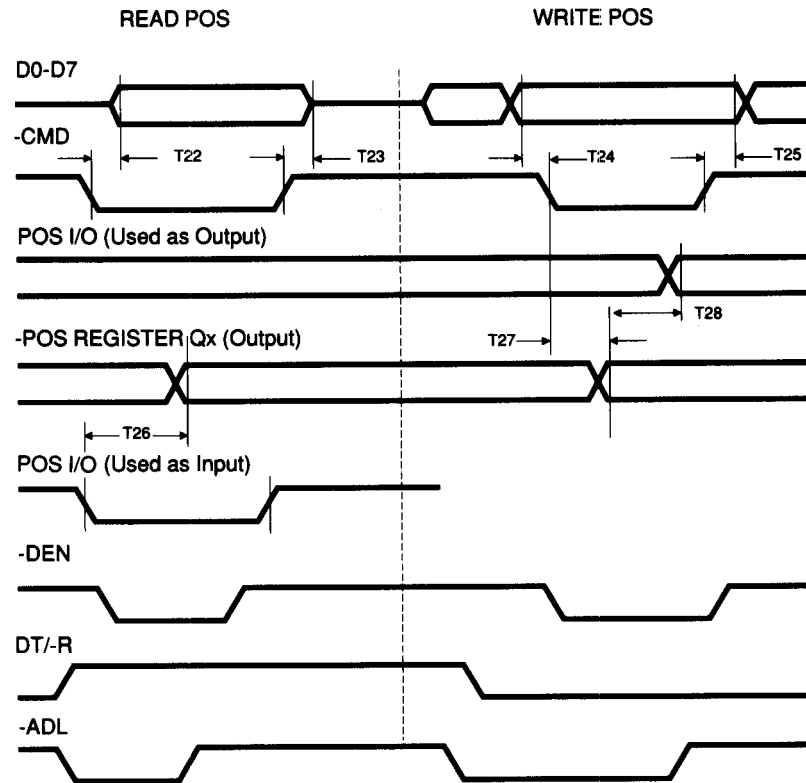 READ POS
WRITE POS
D0-D7
-CMD
T22
T23
T24
T25
POS I/O (Used as Output)
T28
-POS REGISTER Qx (Output)
T27
T26
POS I/O (Used as Input)
-DEN
DT/-R
-ADL